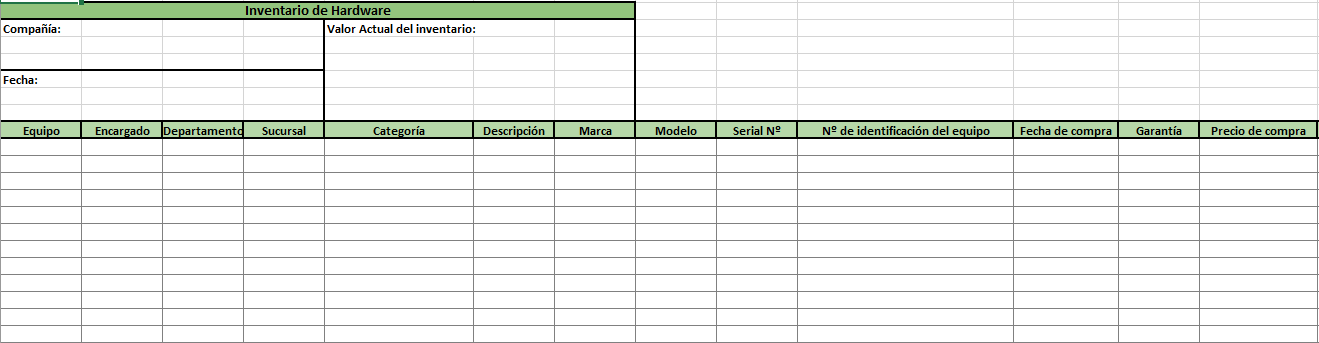 Inventario de Hardware
Compañía: Valor Actual del inventario:
Fecha:
Equipo Encargado Departamento Sucursal Categoría Descripción Marca Modelo Serial Nº Nº de identificación del equipo Fecha de compra Garantía Precio de compra